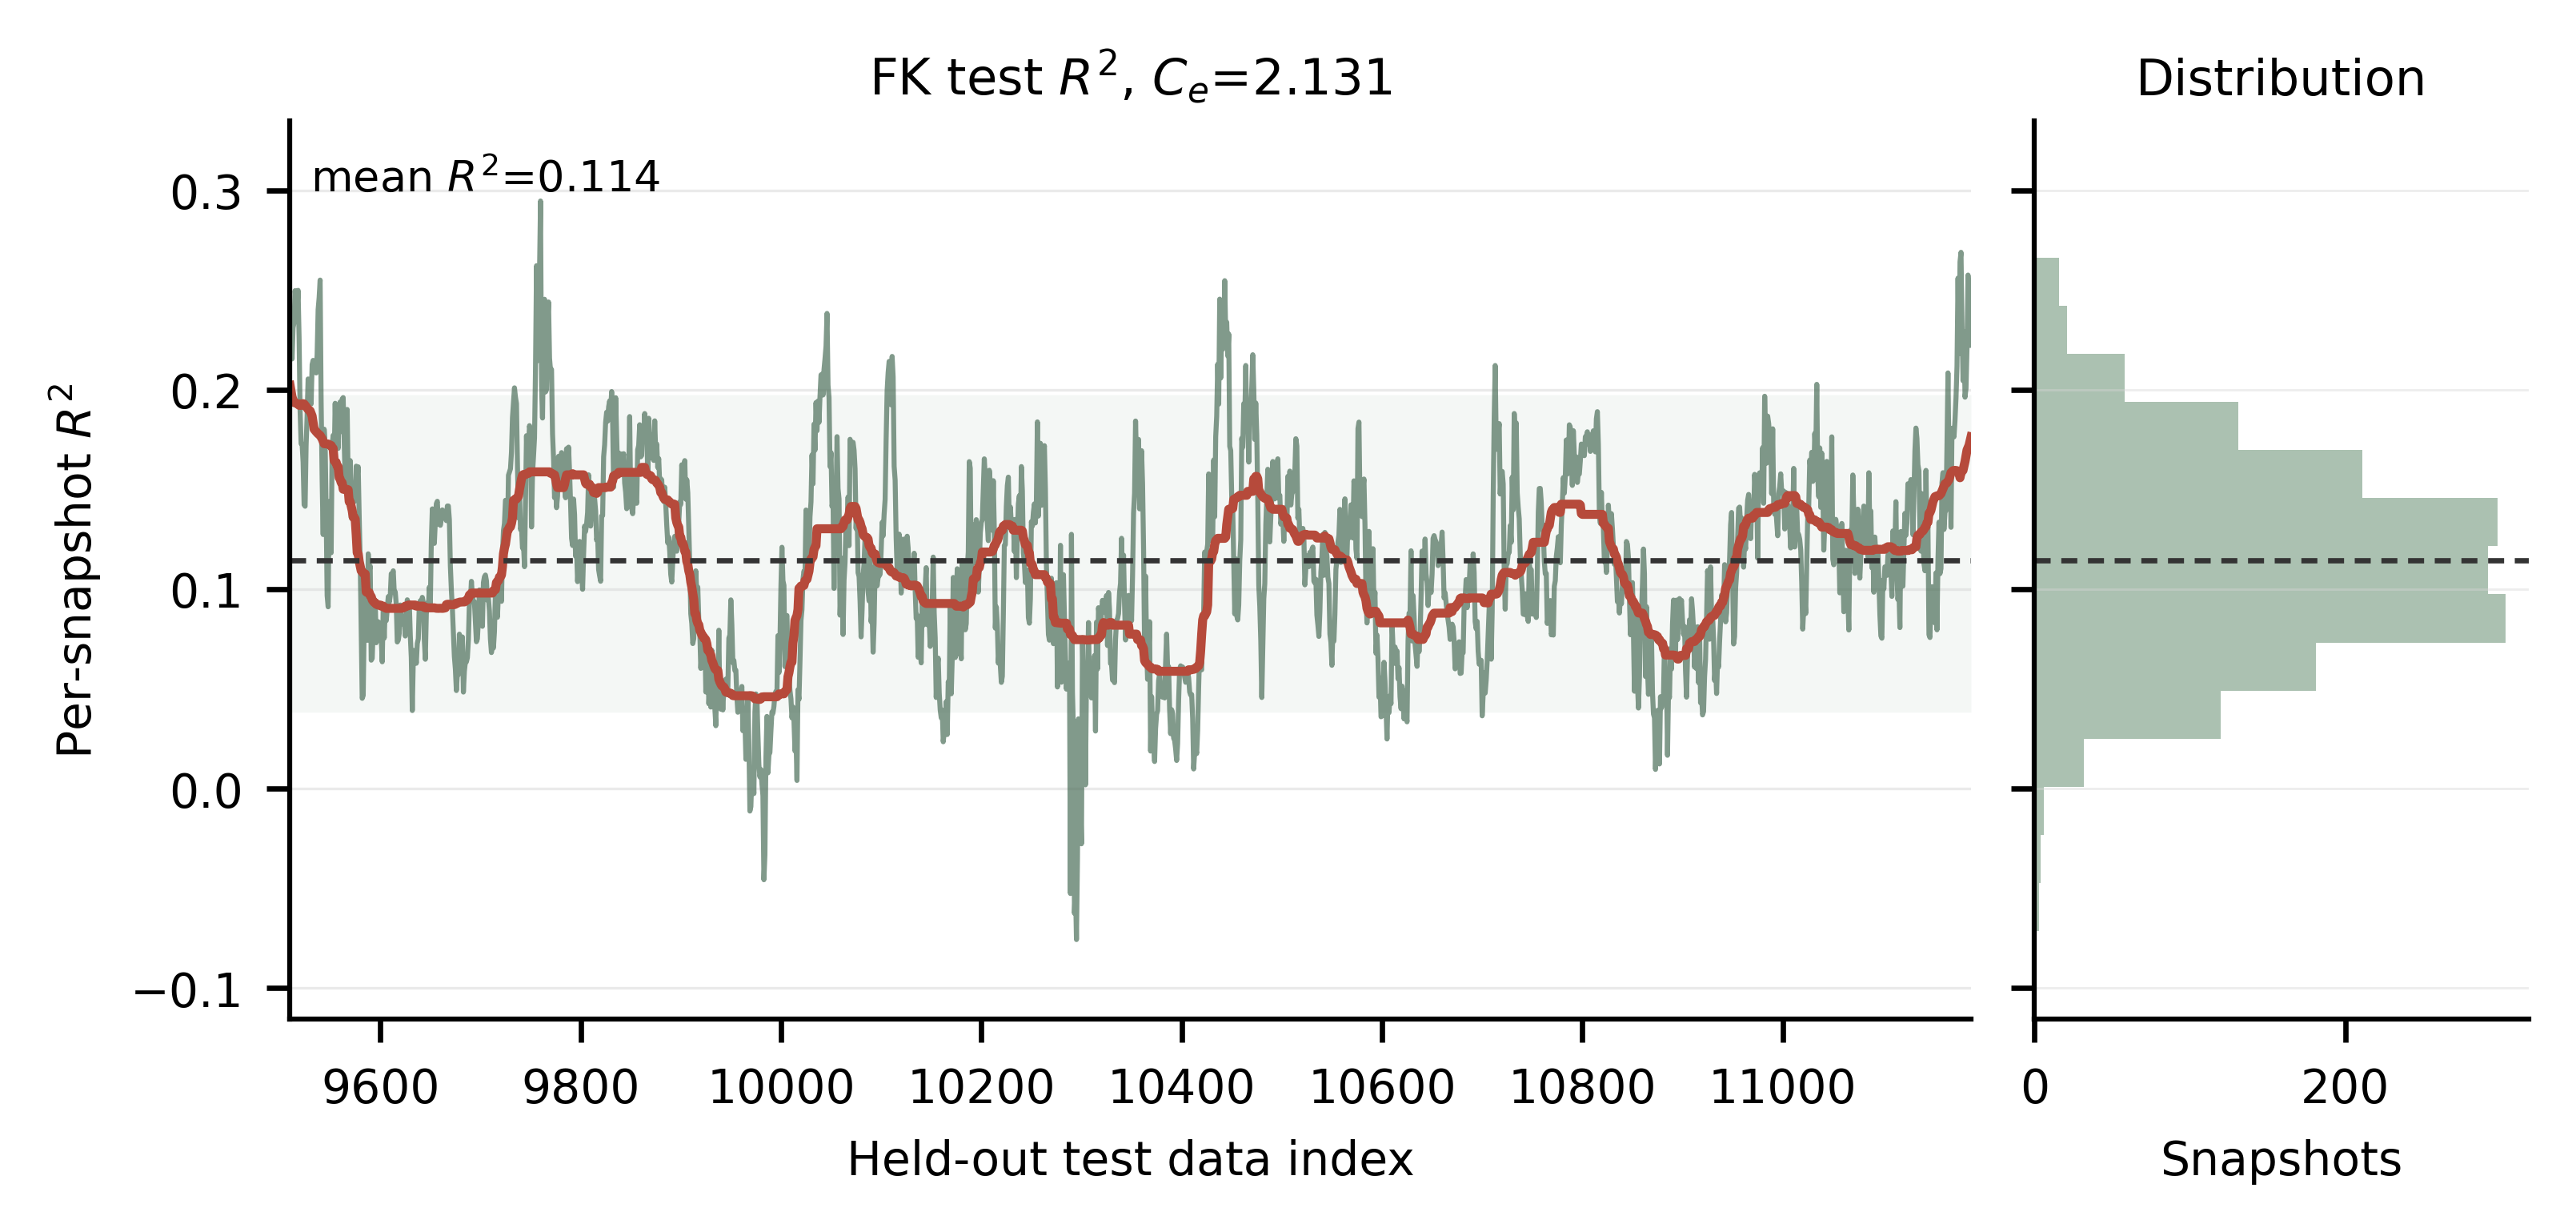 FK test R², Cₑ=2.131
Distribution
mean R²=0.114
Per-snapshot R²
0.3
0.2
0.1
0.0
−0.1
9600 9800 10000 10200 10400 10600 10800 11000
0 200
Held-out test data index
Snapshots